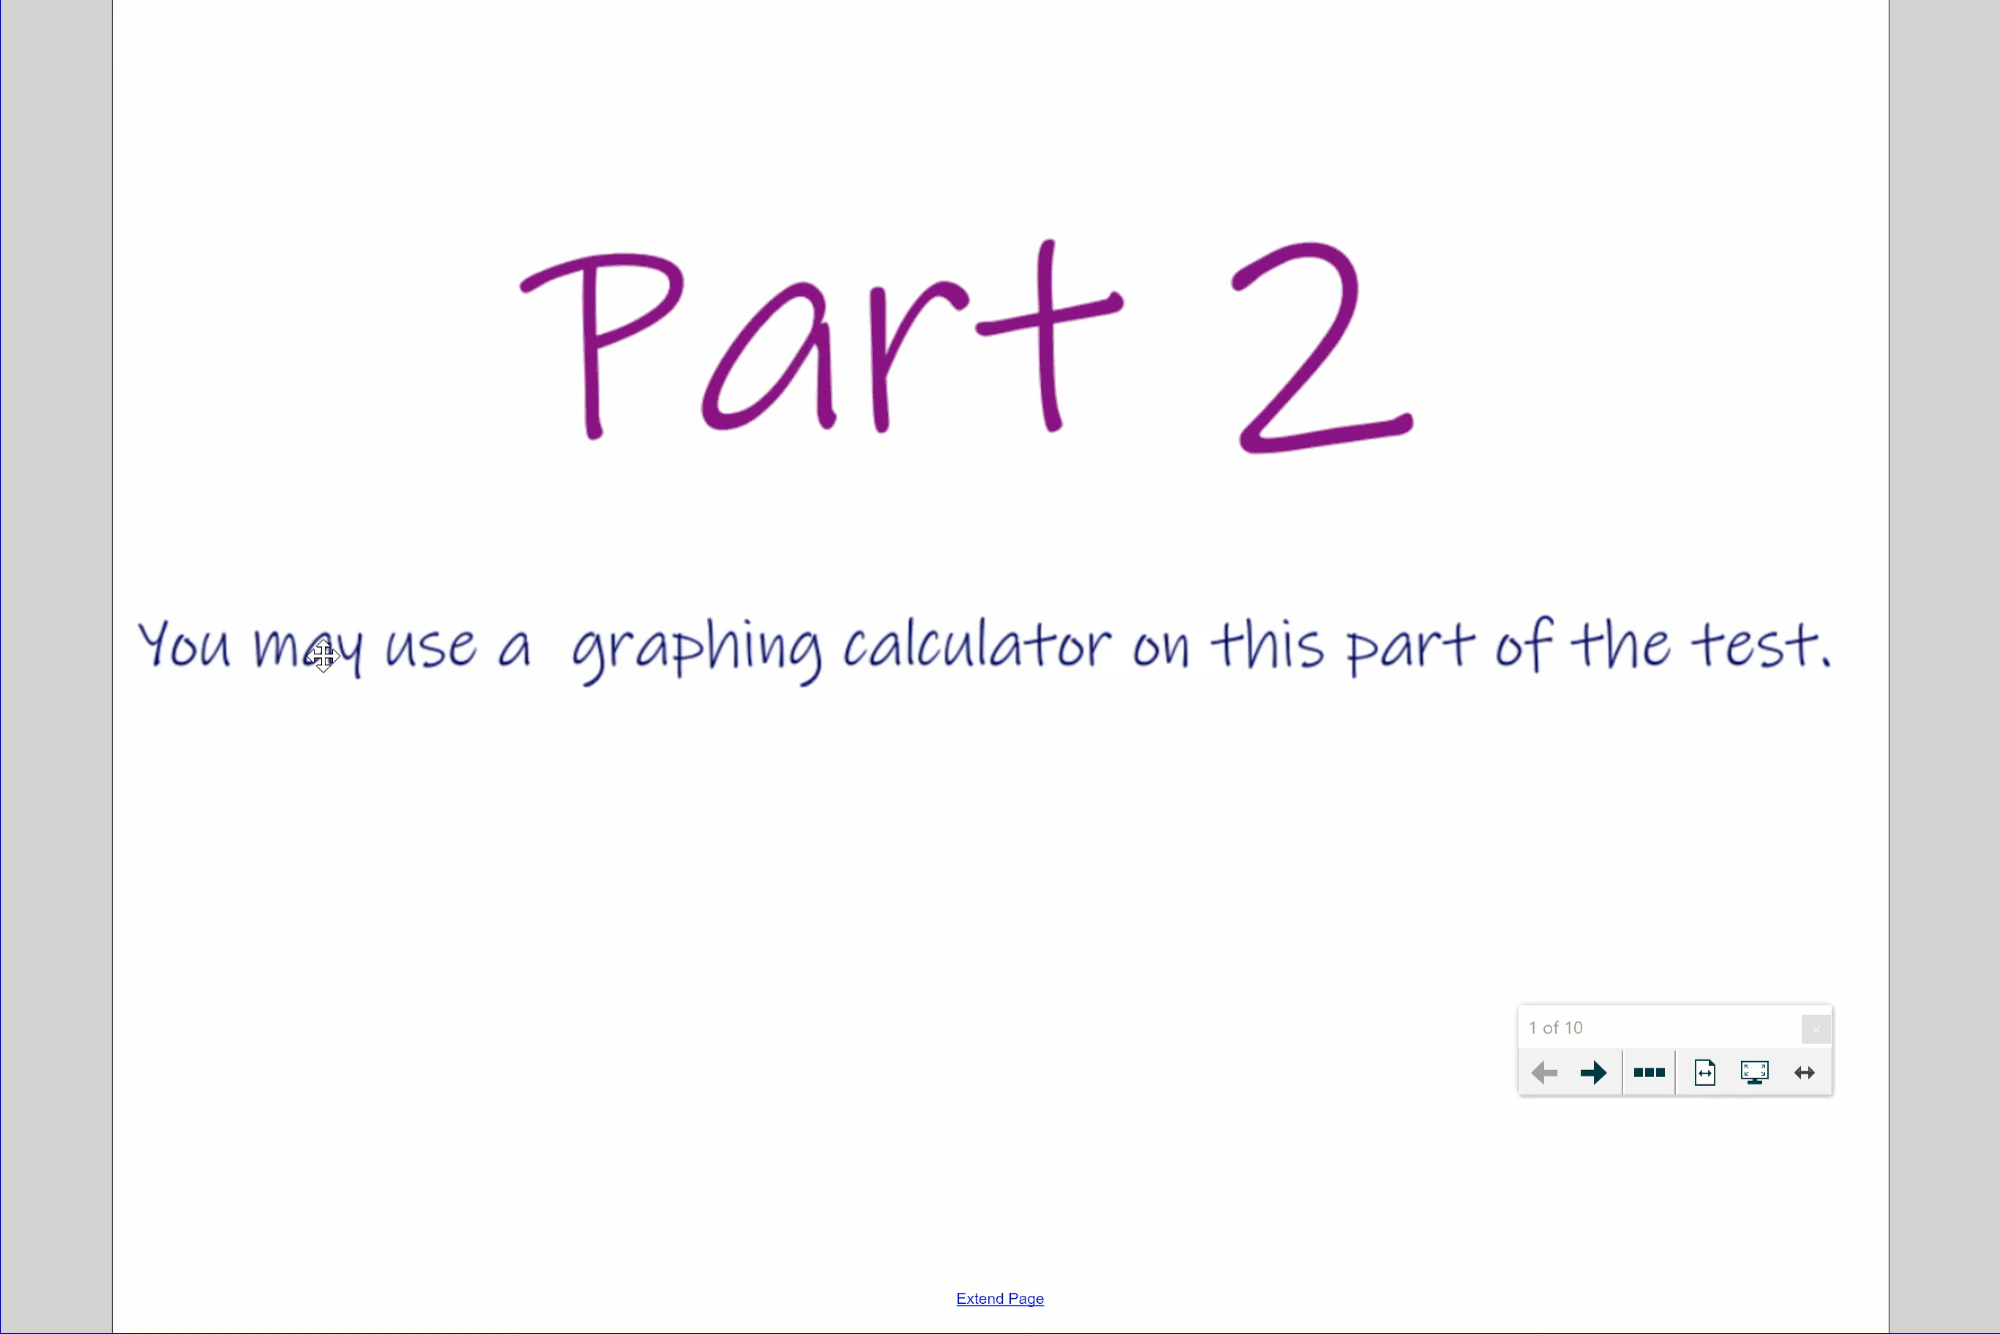 Part 2
You may use a graphing calculator on this part of the test.
1 of 10
Extend Page